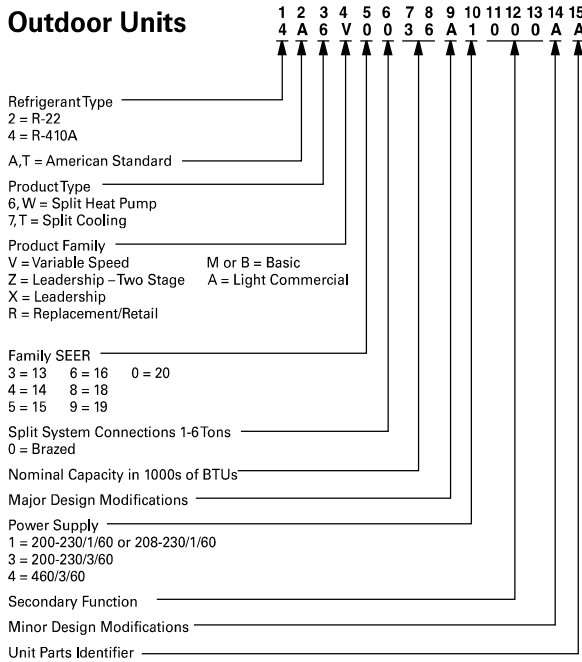 Outdoor Units
1 2 3 4 5 6 7 8 9 10 11 12 13 14 15
4 A 6 V 0 0 3 6 A 1 0 0 0 A A
Refrigerant Type
2 = R-22
4 = R-410A
A,T = American Standard
Product Type
6, W = Split Heat Pump
7, T = Split Cooling
Product Family
V = Variable Speed M or B = Basic
Z = Leadership – Two Stage A = Light Commercial
X = Leadership
R = Replacement/Retail
Family SEER
3 = 13 6 = 16 0 = 20
4 = 14 8 = 18
5 = 15 9 = 19
Split System Connections 1-6 Tons
0 = Brazed
Nominal Capacity in 1000s of BTUs
Major Design Modifications
Power Supply
1 = 200-230/1/60 or 208-230/1/60
3 = 200-230/3/60
4 = 460/3/60
Secondary Function
Minor Design Modifications
Unit Parts Identifier